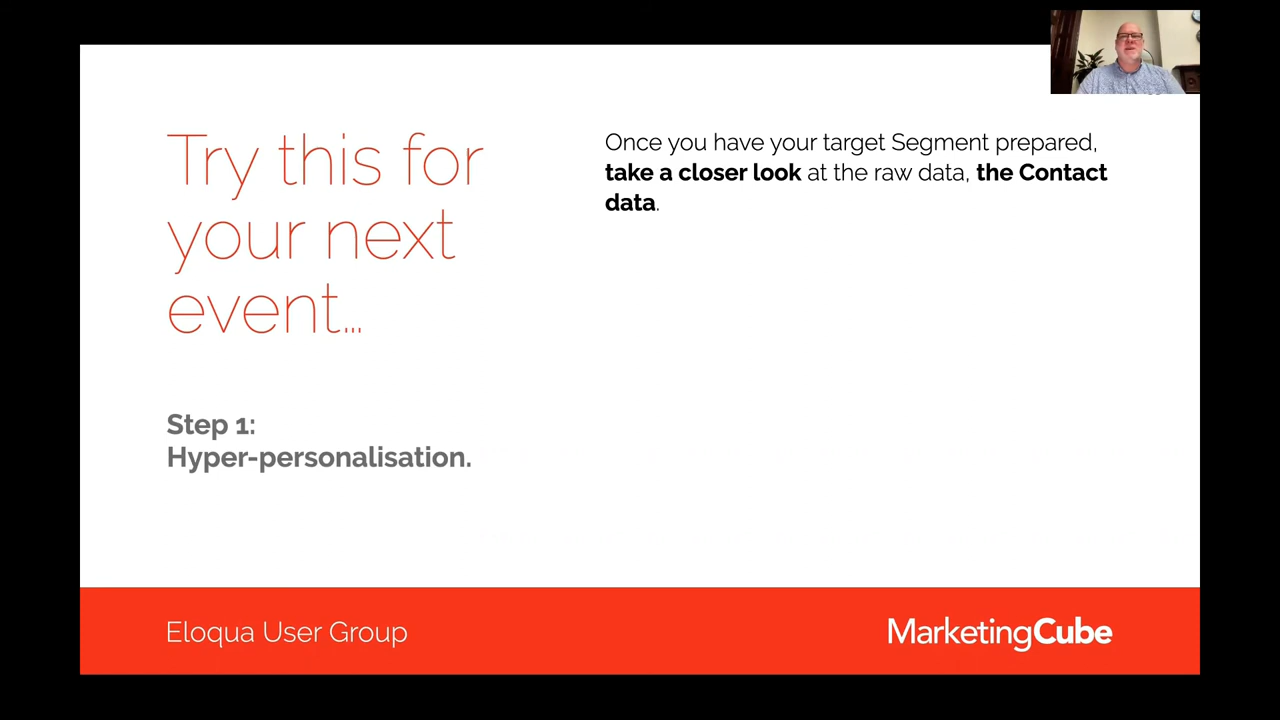 Try this for
your next
event...
Step 1:
Hyper-personalisation.
Once you have your target Segment prepared,
take a closer look at the raw data, the Contact
data.
Eloqua User Group
MarketingCube